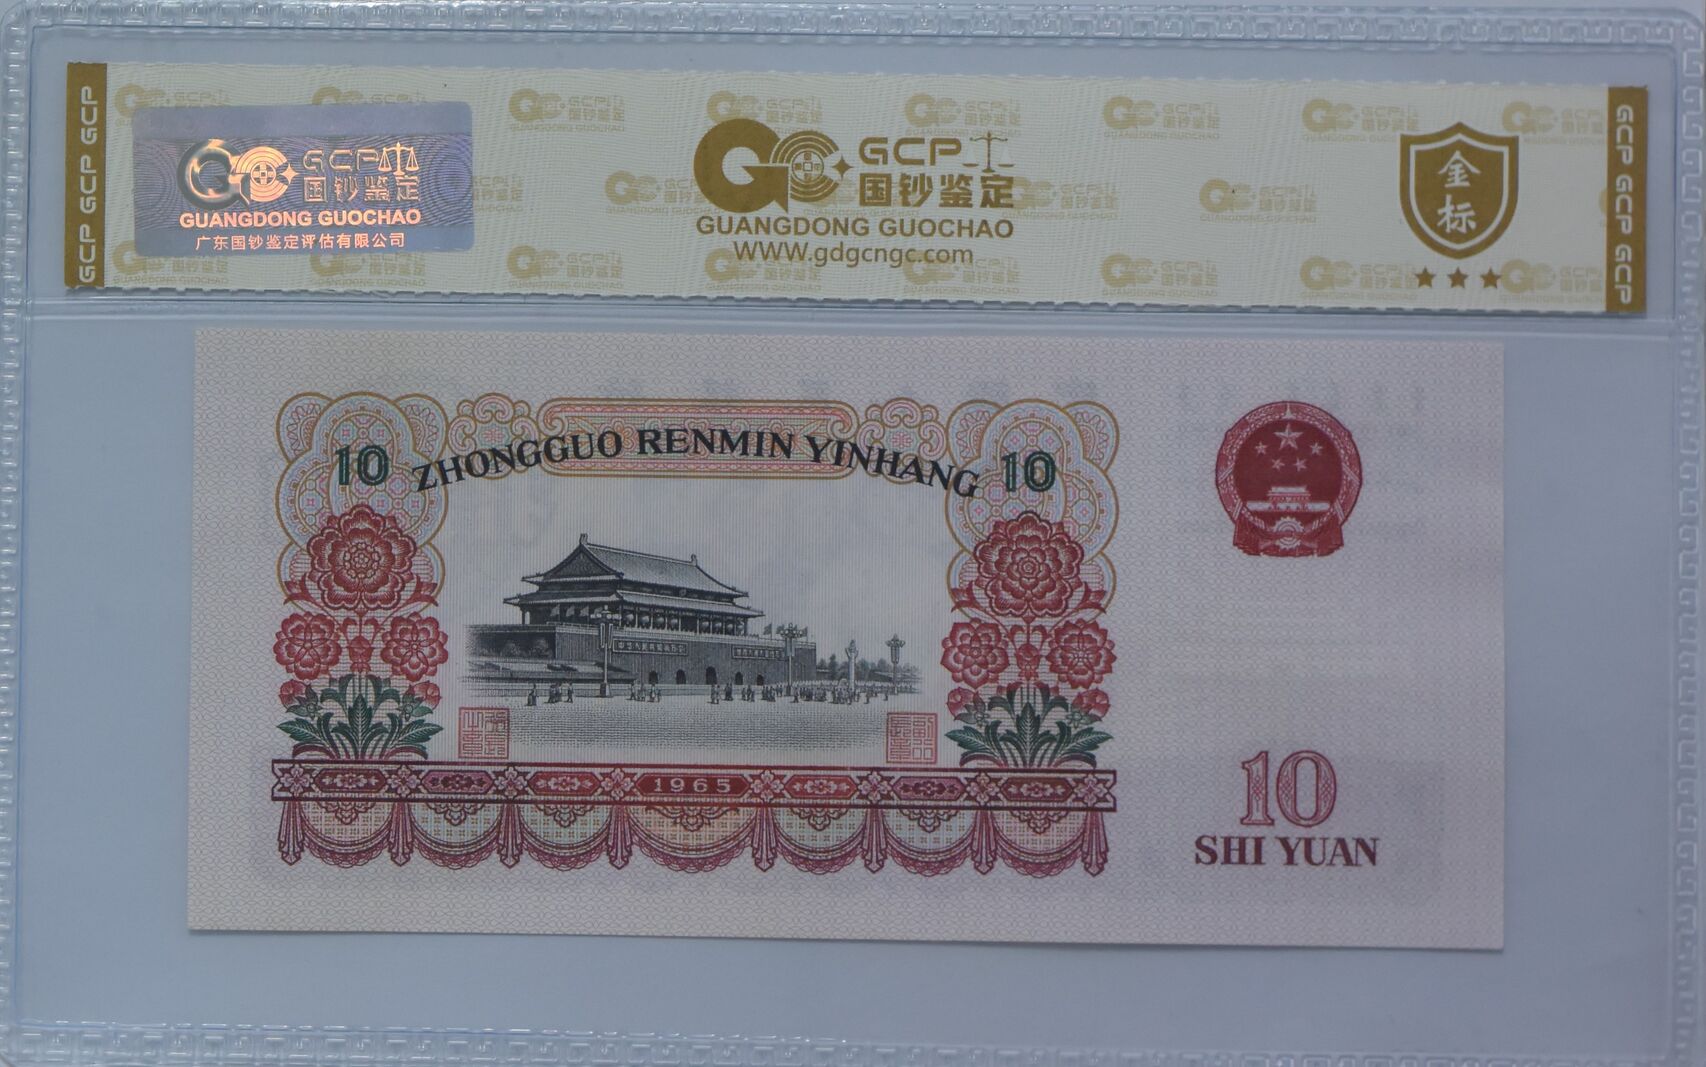 GCP GCP GCP
GCP
国钞鉴定
GUANGDONG GUOCHAO
广东国钞鉴定评估有限公司
GCP
国钞鉴定
GUANGDONG GUOCHAO
WWW.gdgcngc.com
金标
GCP GCP GCP
10 ZHONGGUO RENMIN YINHANG 10
1965
10
SHI YUAN